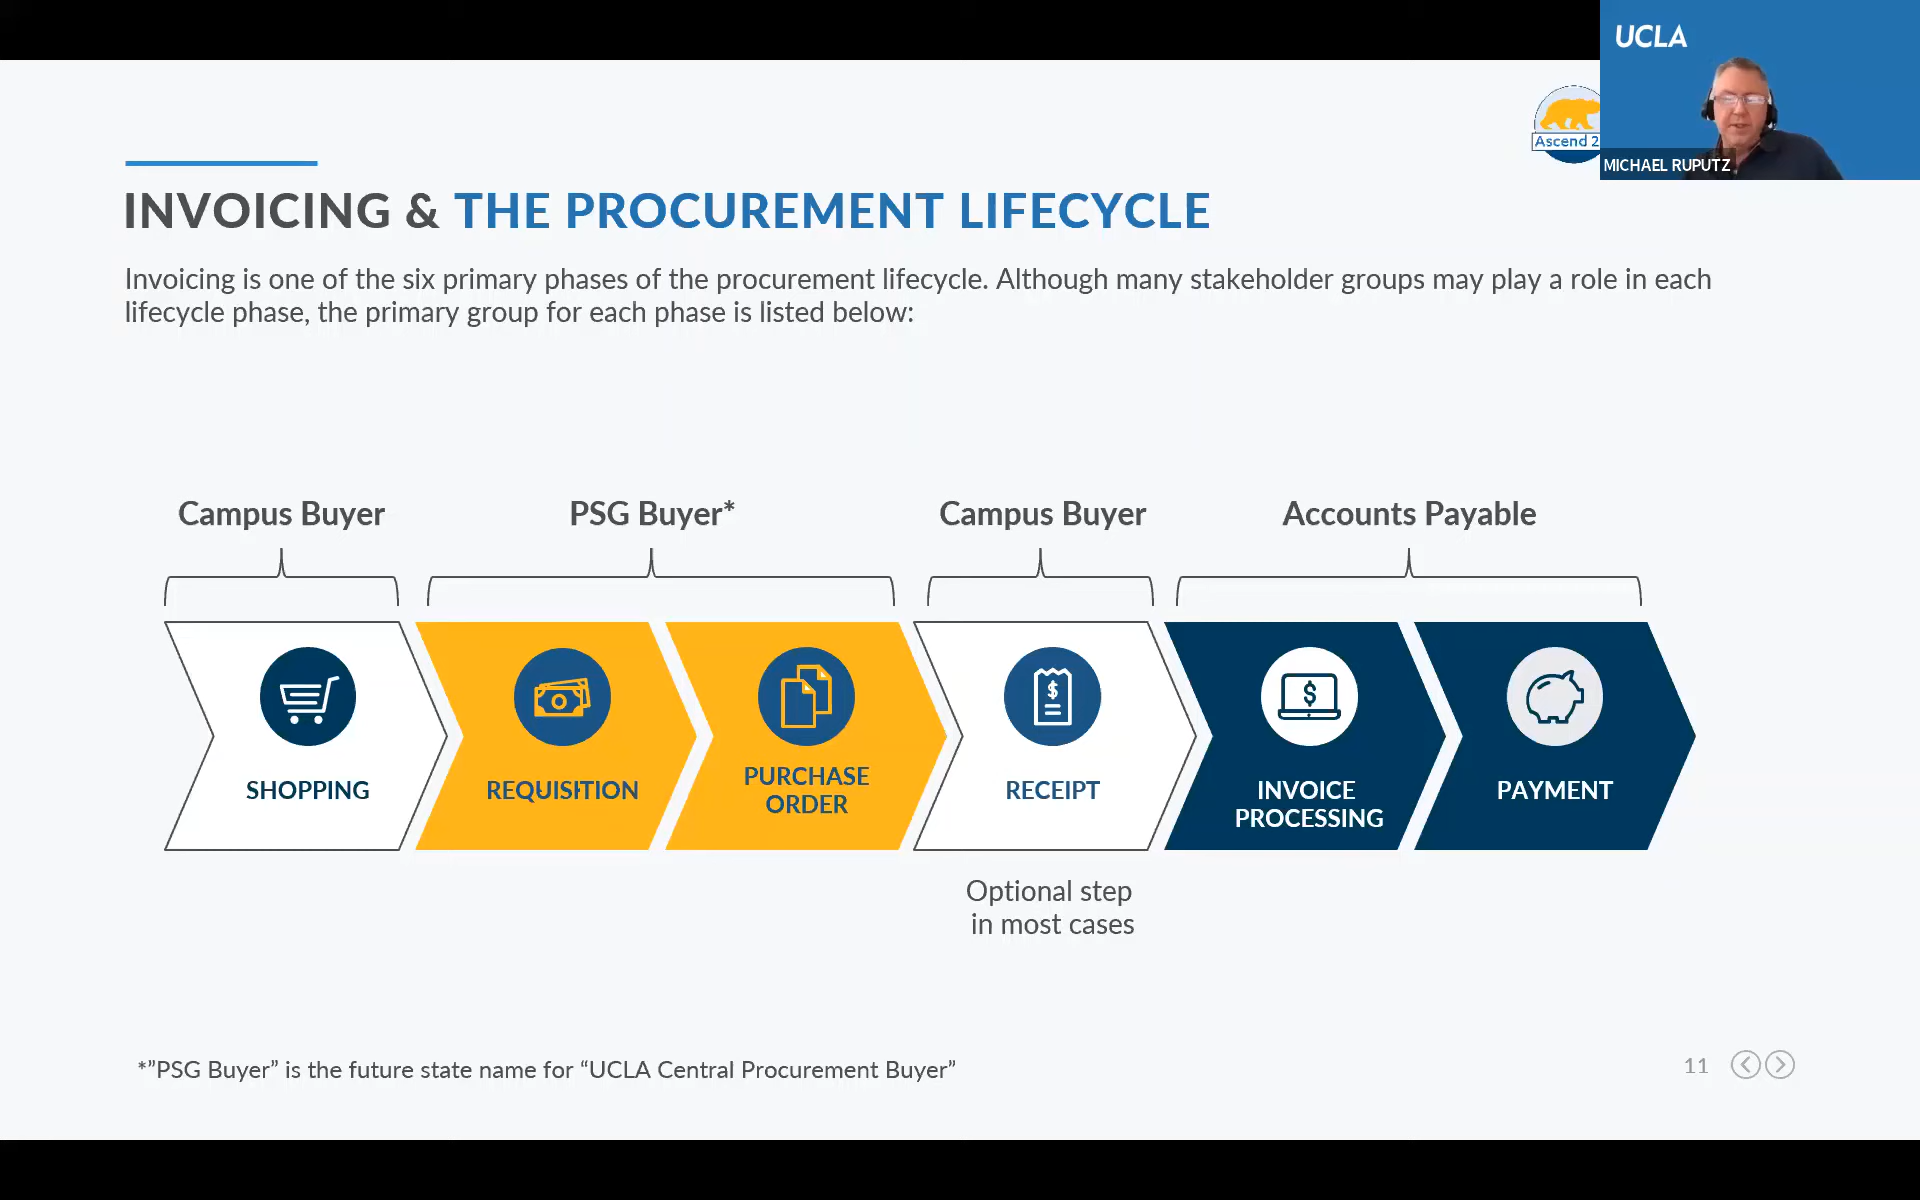 UCLA
MICHAEL RUPUTZ
Ascend 2
INVOICING & THE PROCUREMENT LIFECYCLE
Invoicing is one of the six primary phases of the procurement lifecycle. Although many stakeholder groups may play a role in each
lifecycle phase, the primary group for each phase is listed below:
Campus Buyer
PSG Buyer*
Campus Buyer
Accounts Payable
SHOPPING
REQUISITION
PURCHASE
ORDER
RECEIPT
INVOICE
PROCESSING
PAYMENT
Optional step
in most cases
*”PSG Buyer” is the future state name for “UCLA Central Procurement Buyer”
11